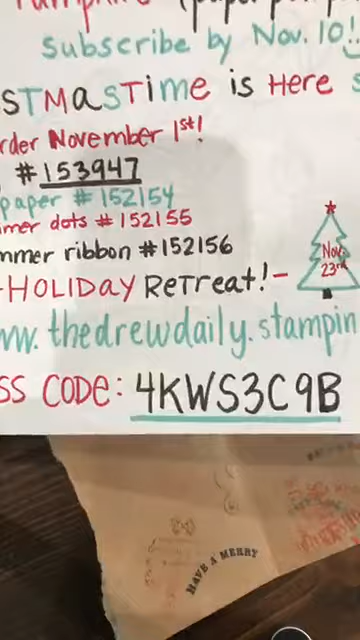 Subscribe by Nov. 10!
STMASTIME is HERE
rder November 1st!
#153947
paper #152154
mer dots #152155
mmer ribbon #152156
-HOLIDAY RETREAT!-
Nov. 23rd
w. thedrewdaily.stampin
SS CODE: 4KWS3C9B
HAVE A MERRY